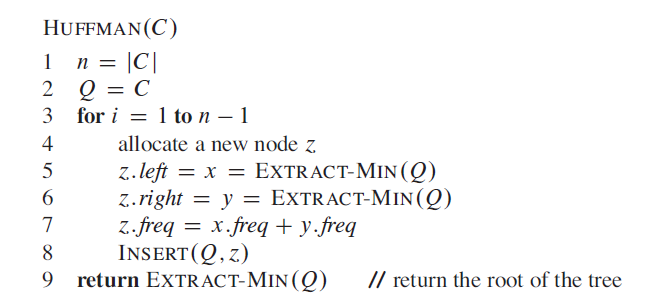 HUFFMAN(C)
1 n = |C|
2 Q = C
3 for i = 1 to n − 1
4 allocate a new node z
5 z.left = x = EXTRACT-MIN(Q)
6 z.right = y = EXTRACT-MIN(Q)
7 z.freq = x.freq + y.freq
8 INSERT(Q, z)
9 return EXTRACT-MIN(Q) // return the root of the tree